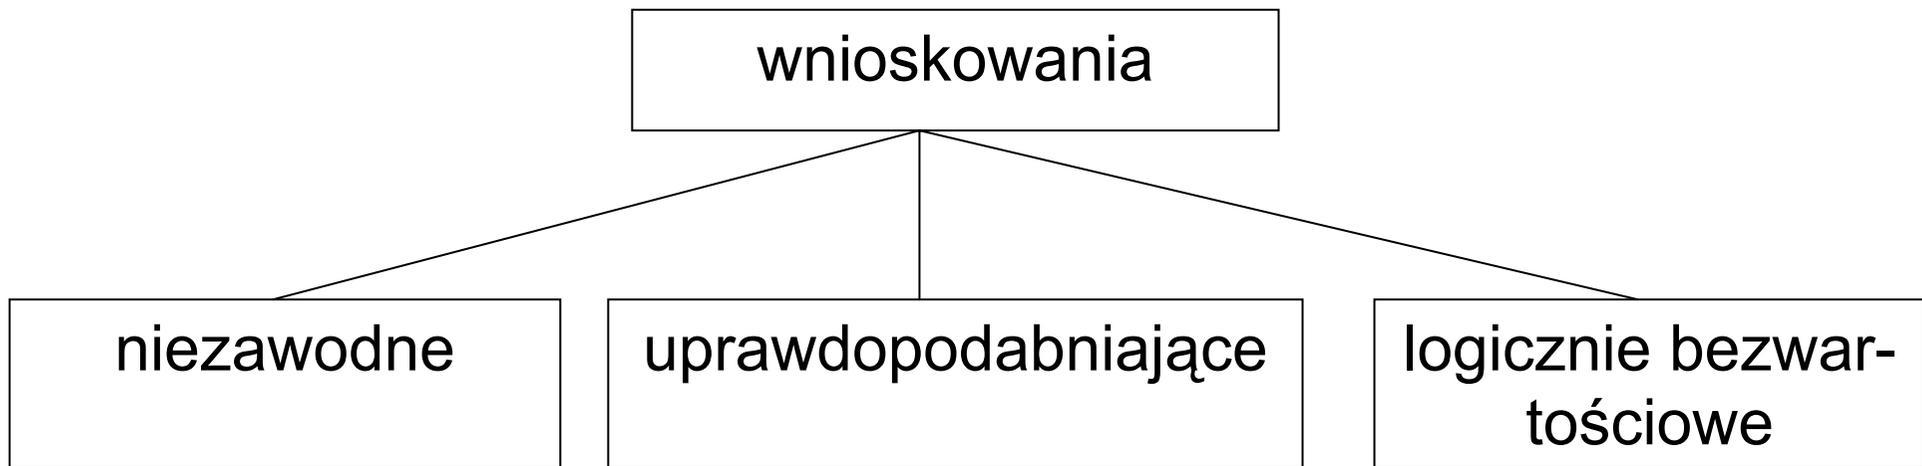 wnioskowania
niezawodne
uprawdopodabniające
logicznie bezwar-
tościowe